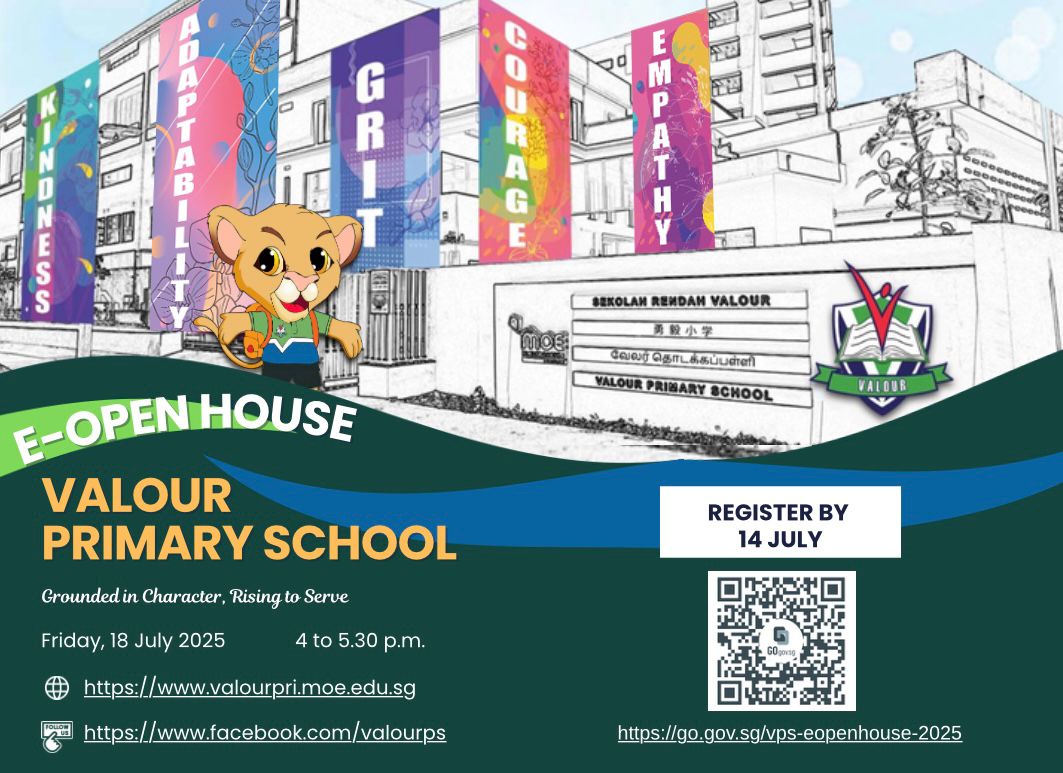 KINDNESS
ADAPTABILITY
GRIT
COURAGE
EMPATHY
SEKOLAH RENDAH VALOUR
勇毅小学
வேலர் தொடக்கப்பள்ளி
VALOUR PRIMARY SCHOOL
MOE
VALOUR
E-OPEN HOUSE
VALOUR
PRIMARY SCHOOL
Grounded in Character, Rising to Serve
Friday, 18 July 2025
4 to 5.30 p.m.
https://www.valourpri.moe.edu.sg
FOLLOW
US
https://www.facebook.com/valourps
REGISTER BY
14 JULY
GOgov.sg
https://go.gov.sg/vps-eopenhouse-2025